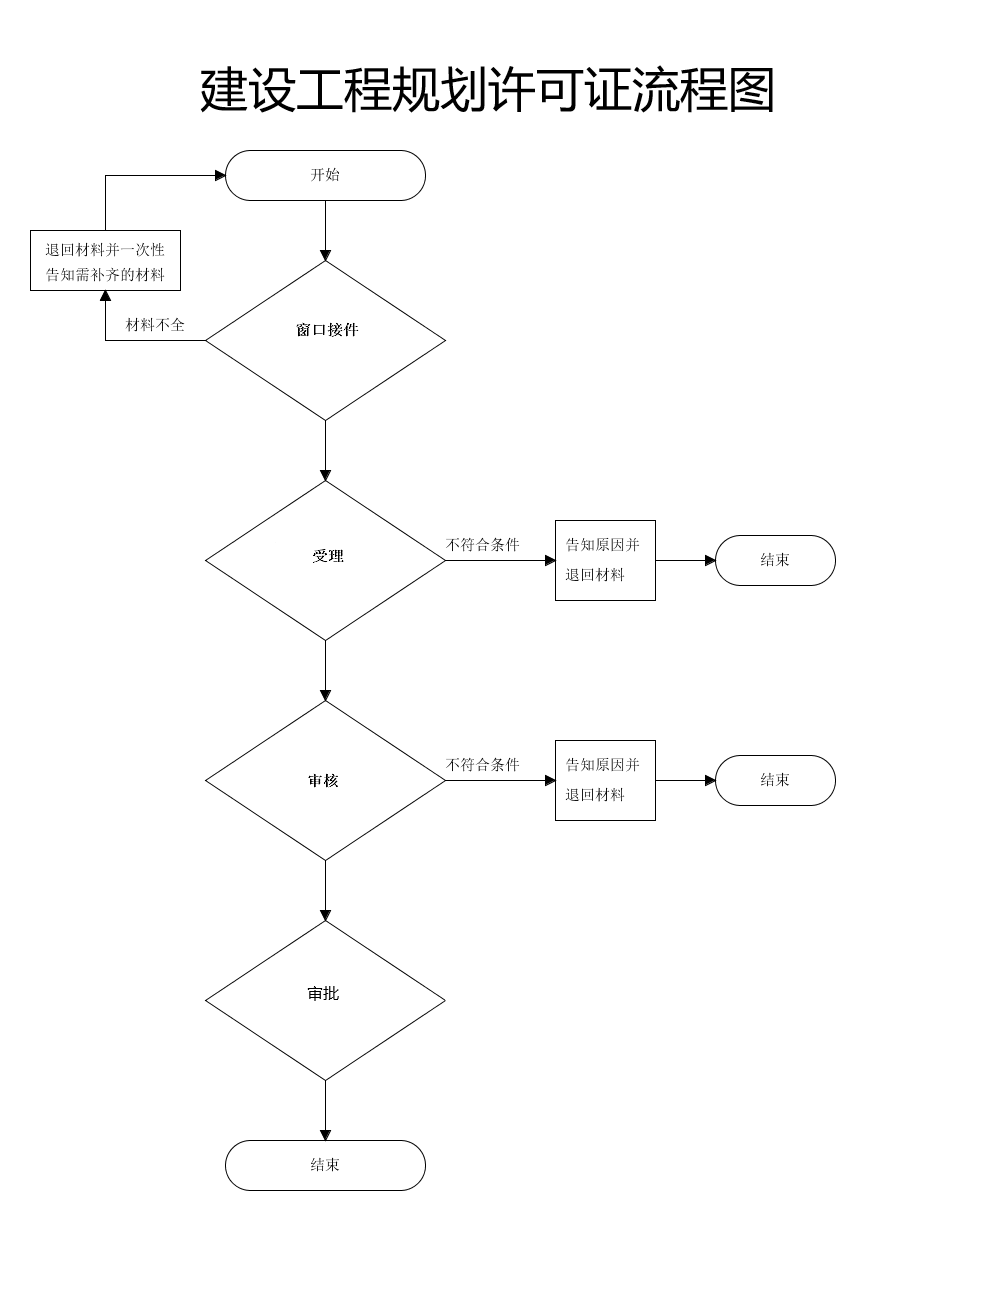 建设工程规划许可证流程图
开始
退回材料并一次性
告知需补齐的材料
材料不全
窗口接件
受理
不符合条件
告知原因并
退回材料
结束
审核
不符合条件
告知原因并
退回材料
结束
审批
结束